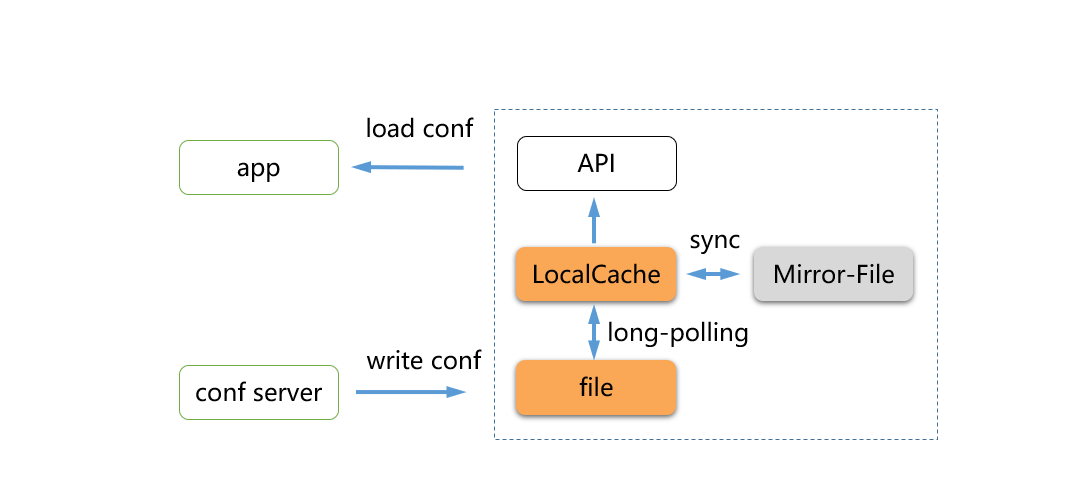 load conf
app
API
sync
LocalCache
Mirror-File
long-polling
write conf
conf server
file